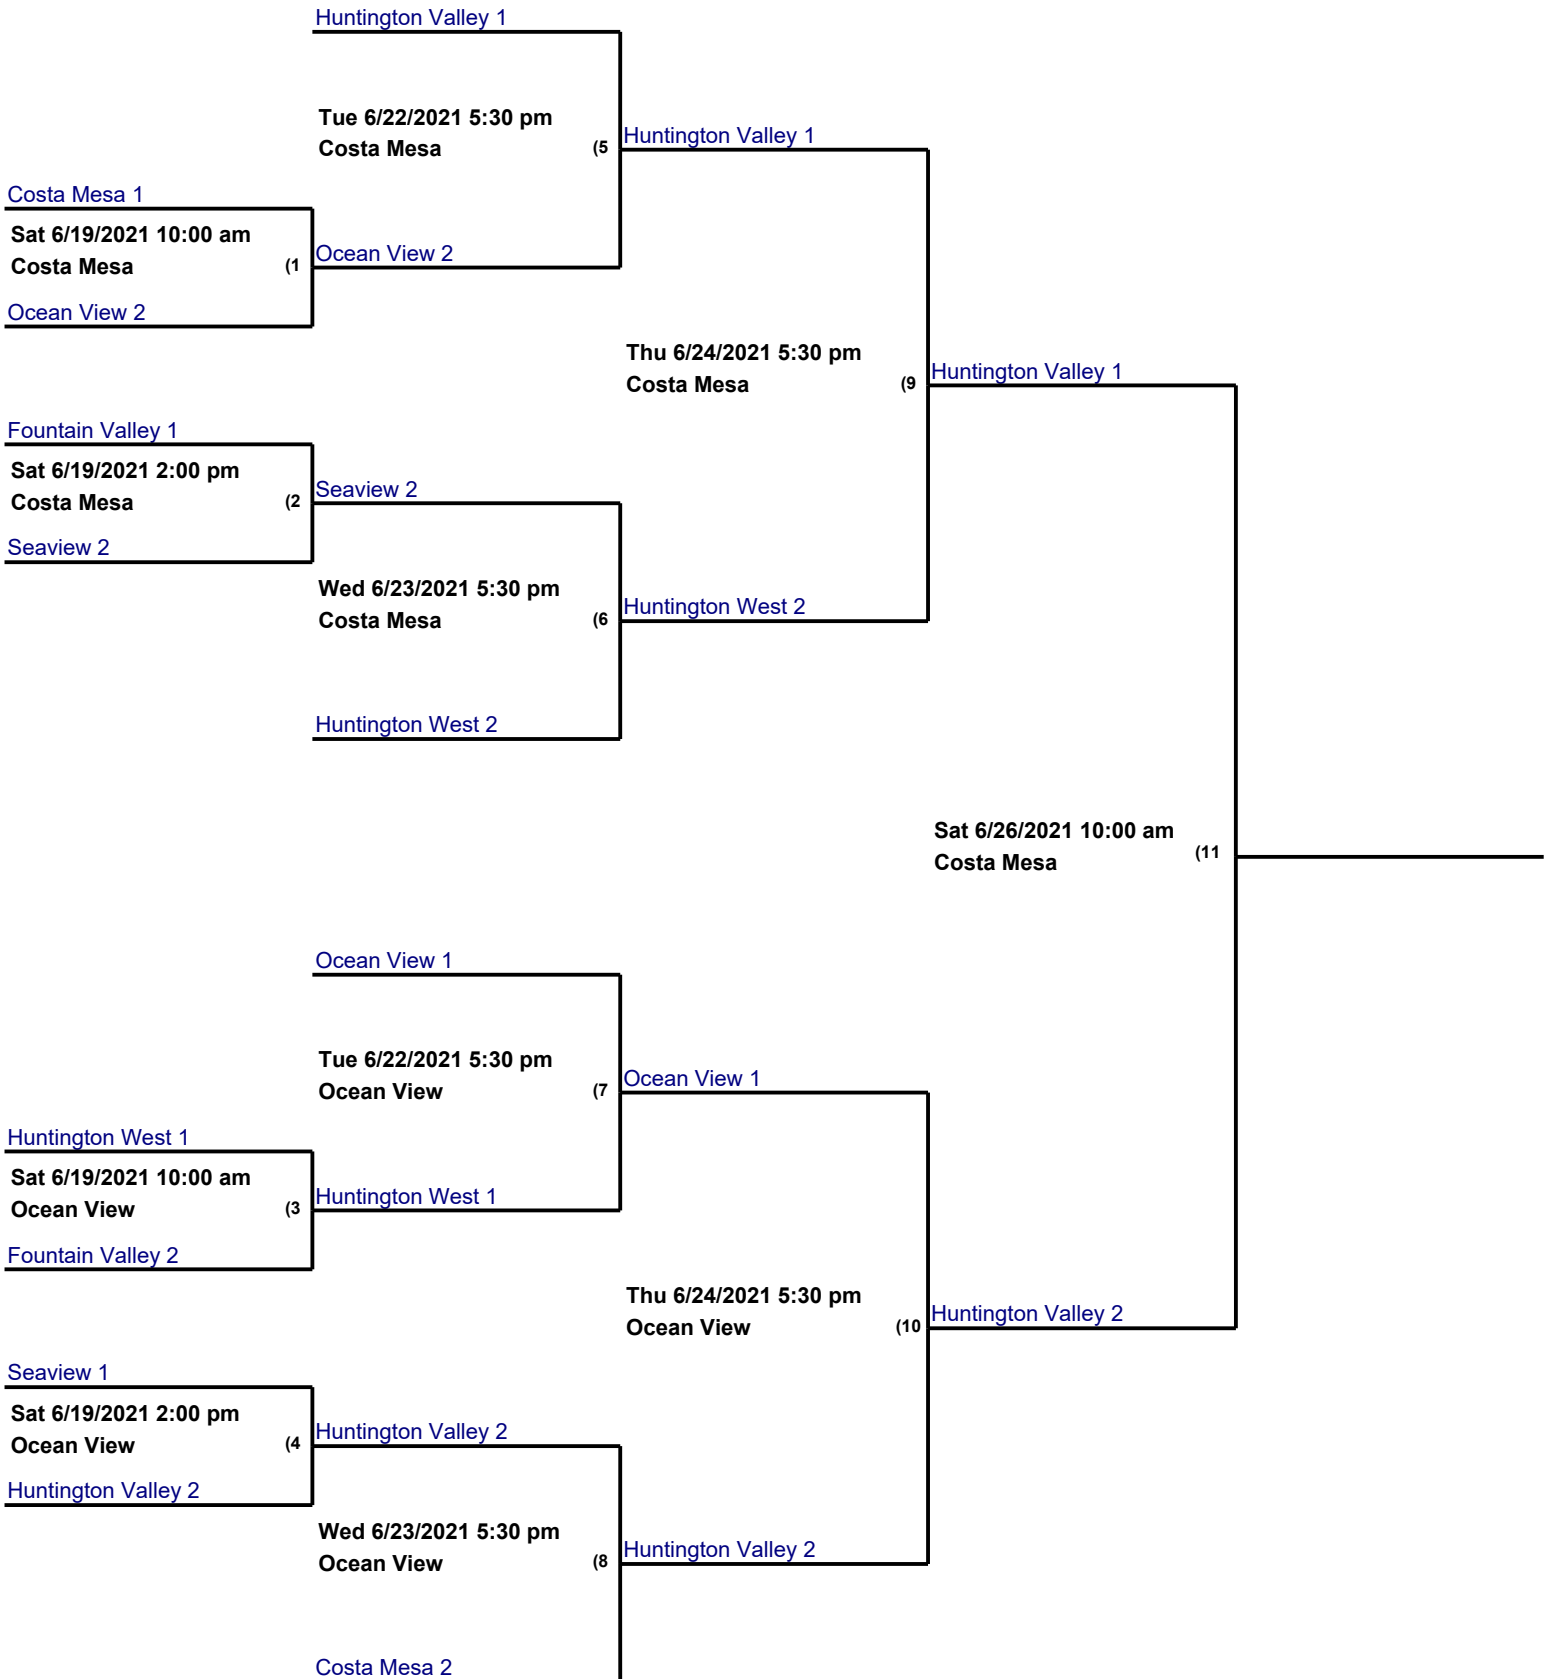 Huntington Valley 1
Tue 6/22/2021 5:30 pm
Costa Mesa (5
Huntington Valley 1
Costa Mesa 1
Sat 6/19/2021 10:00 am
Costa Mesa (1
Ocean View 2
Ocean View 2
Thu 6/24/2021 5:30 pm
Costa Mesa (9
Huntington Valley 1
Fountain Valley 1
Sat 6/19/2021 2:00 pm
Costa Mesa (2
Seaview 2
Seaview 2
Wed 6/23/2021 5:30 pm
Costa Mesa (6
Huntington West 2
Huntington West 2
Sat 6/26/2021 10:00 am
Costa Mesa (11
Ocean View 1
Tue 6/22/2021 5:30 pm
Ocean View (7
Ocean View 1
Huntington West 1
Sat 6/19/2021 10:00 am
Ocean View (3
Huntington West 1
Fountain Valley 2
Thu 6/24/2021 5:30 pm
Ocean View (10
Huntington Valley 2
Seaview 1
Sat 6/19/2021 2:00 pm
Ocean View (4
Huntington Valley 2
Huntington Valley 2
Wed 6/23/2021 5:30 pm
Ocean View (8
Huntington Valley 2
Costa Mesa 2